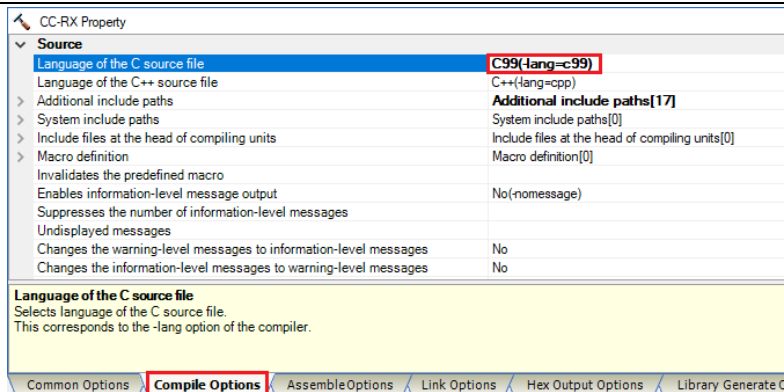 CC-RX Property
Source
Language of the C source file C99(-lang=c99)
Language of the C++ source file C++(-lang=cpp)
Additional include paths Additional include paths[17]
System include paths System include paths[0]
Include files at the head of compiling units Include files at the head of compiling units[0]
Macro definition Macro definition[0]
Invalidates the predefined macro
Enables information-level message output No(-nomessage)
Suppresses the number of information-level messages
Undisplayed messages
Changes the warning-level messages to information-level messages No
Changes the information-level messages to warning-level messages No
Language of the C source file
Selects language of the C source file.
This corresponds to the -lang option of the compiler.
Common Options Compile Options Assemble Options Link Options Hex Output Options Library Generate